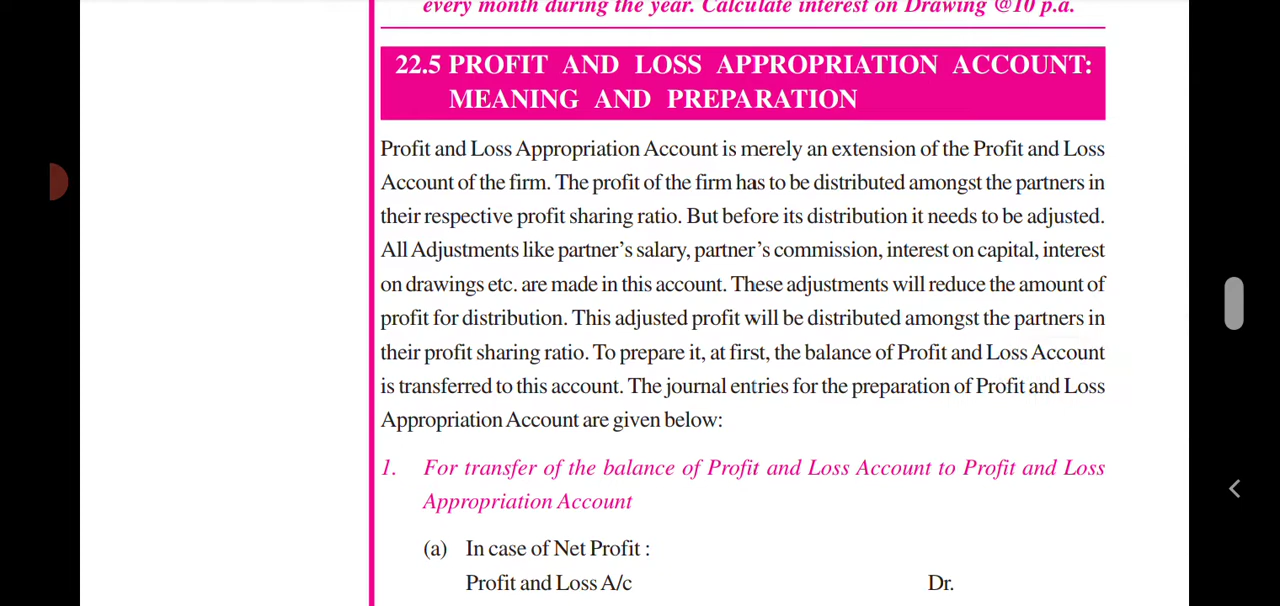 every month during the year. Calculate interest on Drawing @10 p.a.
22.5 PROFIT AND LOSS APPROPRIATION ACCOUNT:
MEANING AND PREPARATION
Profit and Loss Appropriation Account is merely an extension of the Profit and Loss
Account of the firm. The profit of the firm has to be distributed amongst the partners in
their respective profit sharing ratio. But before its distribution it needs to be adjusted.
All Adjustments like partner’s salary, partner’s commission, interest on capital, interest
on drawings etc. are made in this account. These adjustments will reduce the amount of
profit for distribution. This adjusted profit will be distributed amongst the partners in
their profit sharing ratio. To prepare it, at first, the balance of Profit and Loss Account
is transferred to this account. The journal entries for the preparation of Profit and Loss
Appropriation Account are given below:
1. For transfer of the balance of Profit and Loss Account to Profit and Loss
Appropriation Account
(a) In case of Net Profit :
Profit and Loss A/c Dr.